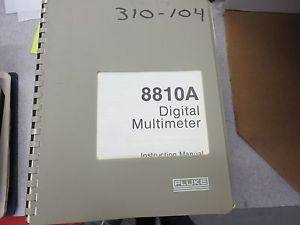 310-104
8810A
Digital
Multimeter
Instruction Manual
FLUKE